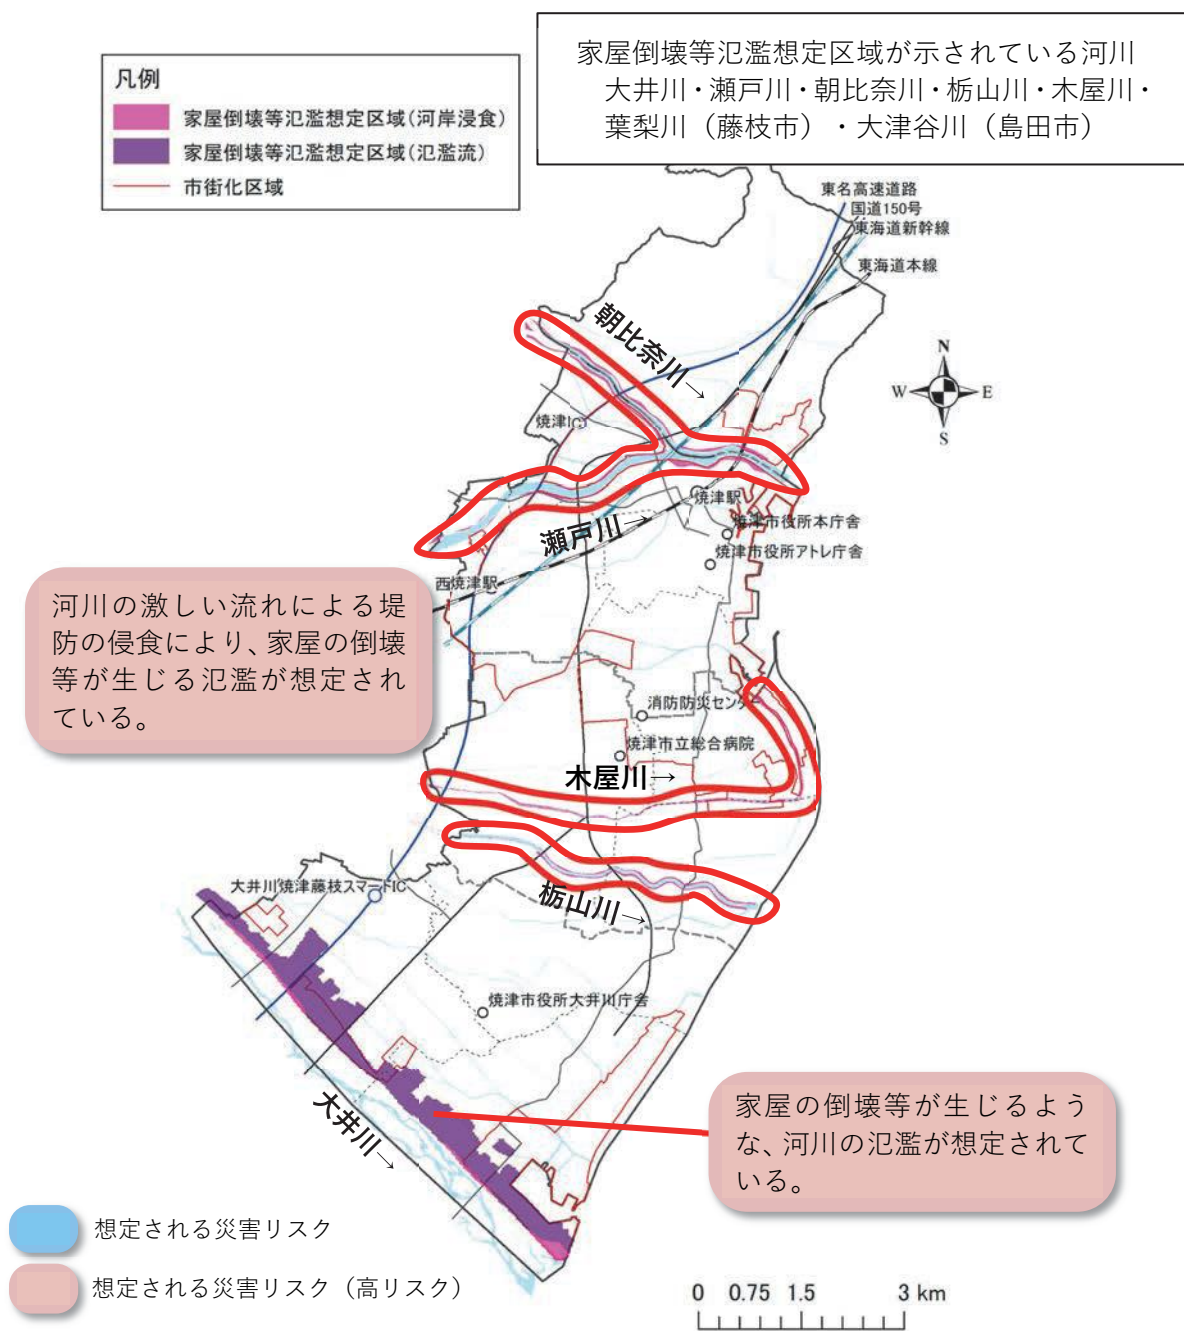 家屋倒壊等氾濫想定区域が示されている河川
大井川・瀬戸川・朝比奈川・栃山川・木屋川・
葉梨川（藤枝市）・大津谷川（島田市）
凡例
家屋倒壊等氾濫想定区域(河岸浸食)
家屋倒壊等氾濫想定区域(氾濫流)
市街化区域
東名高速道路
国道150号
東海道新幹線
東海道本線
朝比奈川→
N
W
E
S
焼津IC
焼津駅
瀬戸川→
焼津市役所本庁舎
焼津市役所アトレ庁舎
西焼津駅
河川の激しい流れによる堤
防の侵食により、家屋の倒壊
等が生じる氾濫が想定され
ている。
消防防災センター
焼津市立総合病院
木屋川→
大井川焼津藤枝スマートIC
栃山川→
焼津市役所大井川庁舎
大井川→
家屋の倒壊等が生じるよう
な、河川の氾濫が想定されて
いる。
想定される災害リスク
想定される災害リスク（高リスク）
0 0.75 1.5 3 km